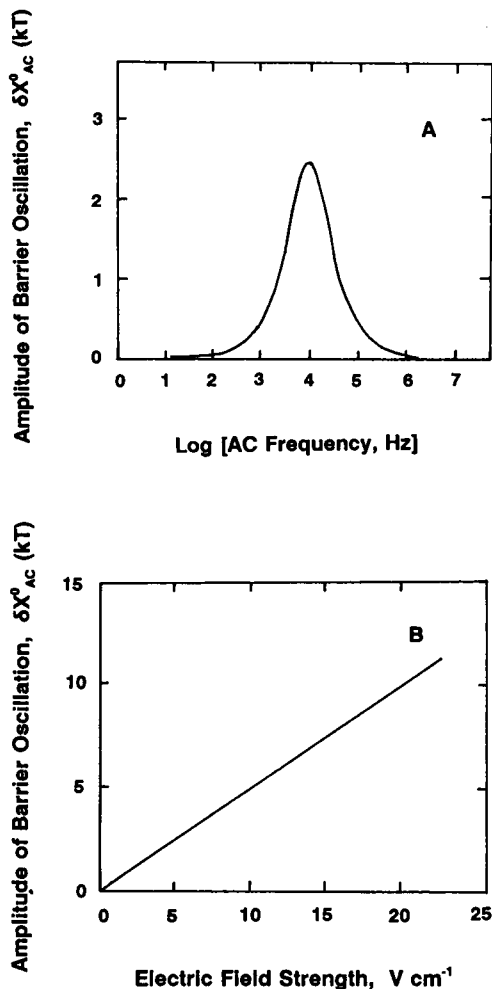 Amplitude of Barrier Oscillation, δX⁰AC (kT)
3
2
1
0
A
0 1 2 3 4 5 6 7
Log [AC Frequency, Hz]
Amplitude of Barrier Oscillation, δX⁰AC (kT)
15
10
5
0
B
0 5 10 15 20 25
Electric Field Strength, V cm⁻¹